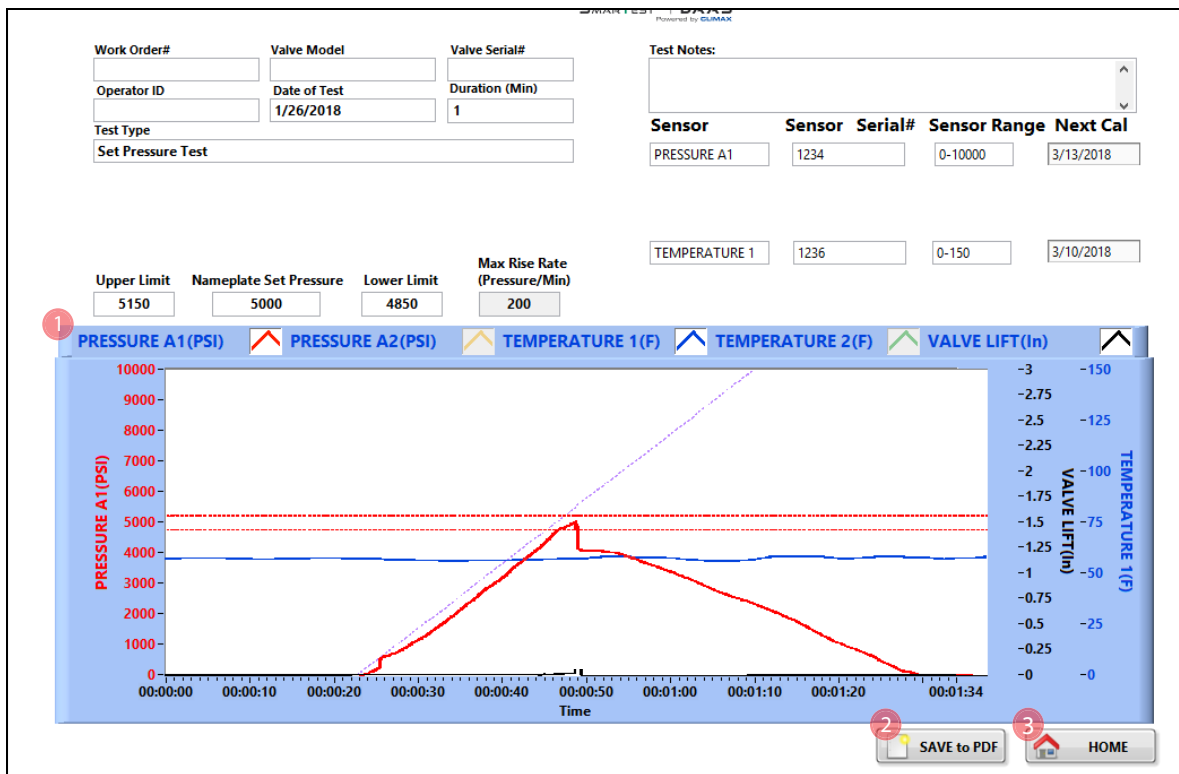 Powered by CLIMAX
Work Order# Valve Model Valve Serial# Test Notes:
Operator ID Date of Test Duration (Min)
1/26/2018 1
Test Type
Set Pressure Test
Sensor Sensor Serial# Sensor Range Next Cal
PRESSURE A1 1234 0-10000 3/13/2018
TEMPERATURE 1 1236 0-150 3/10/2018
Upper Limit Nameplate Set Pressure Lower Limit Max Rise Rate (Pressure/Min)
5150 5000 4850 200
1
PRESSURE A1(PSI) PRESSURE A2(PSI) TEMPERATURE 1(F) TEMPERATURE 2(F) VALVE LIFT(In)
PRESSURE A1(PSI)
10000
9000
8000
7000
6000
5000
4000
3000
2000
1000
0
00:00:00 00:00:10 00:00:20 00:00:30 00:00:40 00:00:50 00:01:00 00:01:10 00:01:20 00:01:34
Time
-3
-2.75
-2.5
-2.25
-2
-1.75
-1.5
-1.25
-1
-0.75
-0.5
-0.25
-0
VALVE LIFT(In)
-150
-125
-100
-75
-50
-25
-0
TEMPERATURE 1(F)
2 SAVE to PDF
3 HOME